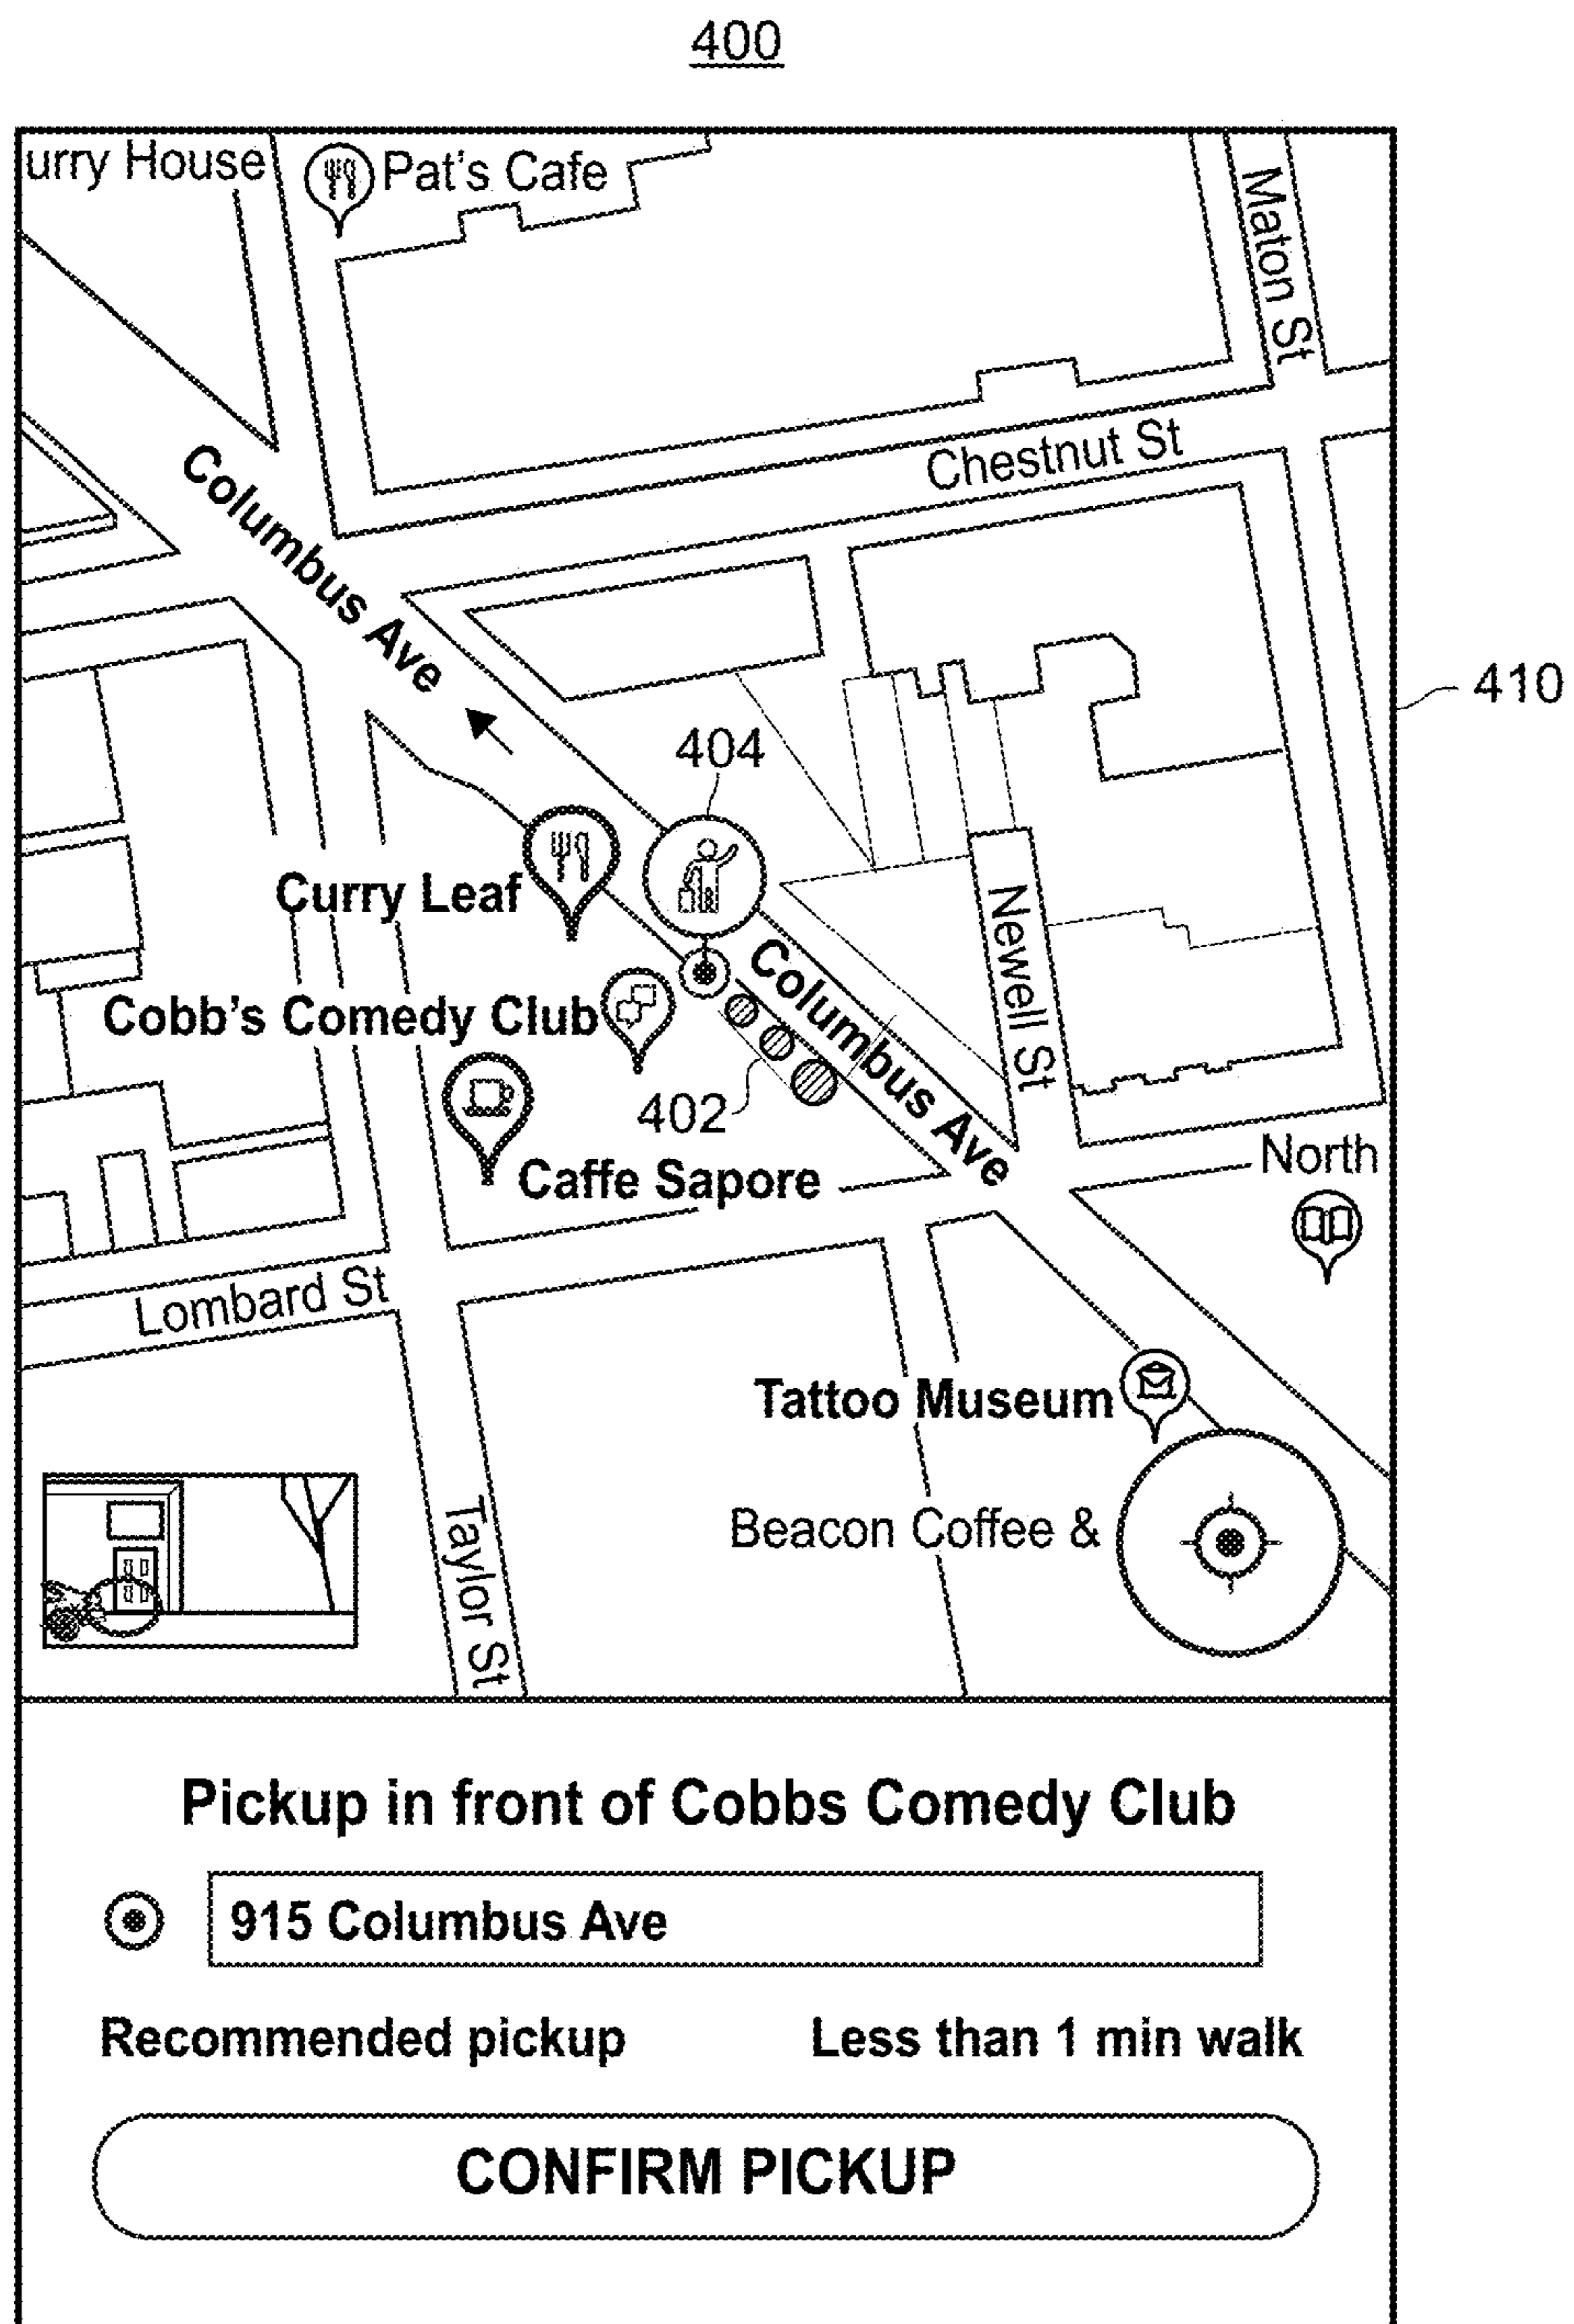 400
urry House
Pat's Cafe
Maton St
Chestnut St
Columbus Ave
410
404
Curry Leaf
Newell St
Columbus Ave
Cobb's Comedy Club
402
North
Caffe Sapore
Lombard St
Tattoo Museum
Beacon Coffee &
Taylor St
Pickup in front of Cobbs Comedy Club
915 Columbus Ave
Recommended pickup
Less than 1 min walk
CONFIRM PICKUP